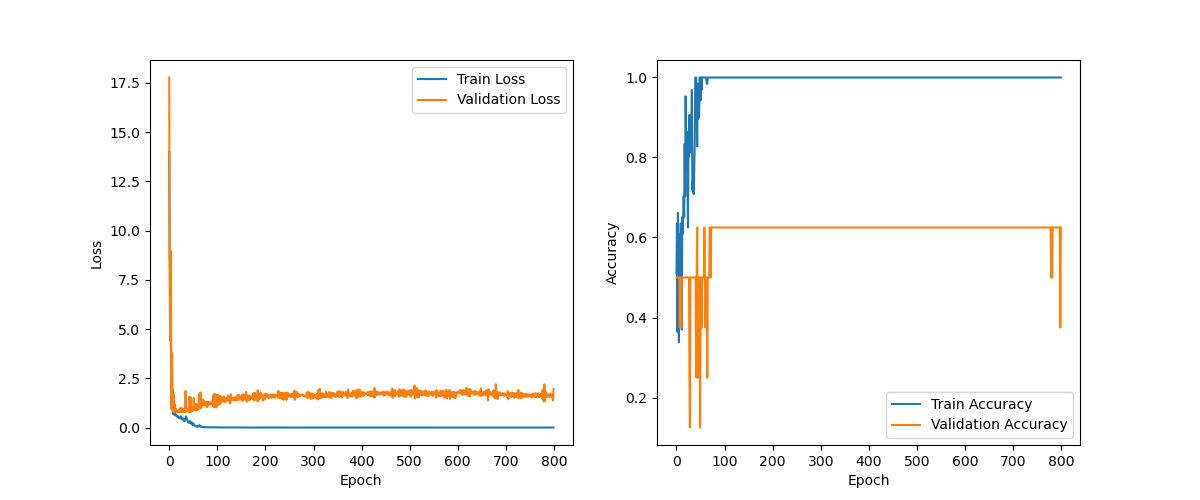 17.5
15.0
12.5
10.0
7.5
5.0
2.5
0.0
Loss
0 100 200 300 400 500 600 700 800
Epoch
Train Loss
Validation Loss
1.0
0.8
0.6
0.4
0.2
Accuracy
0 100 200 300 400 500 600 700 800
Epoch
Train Accuracy
Validation Accuracy